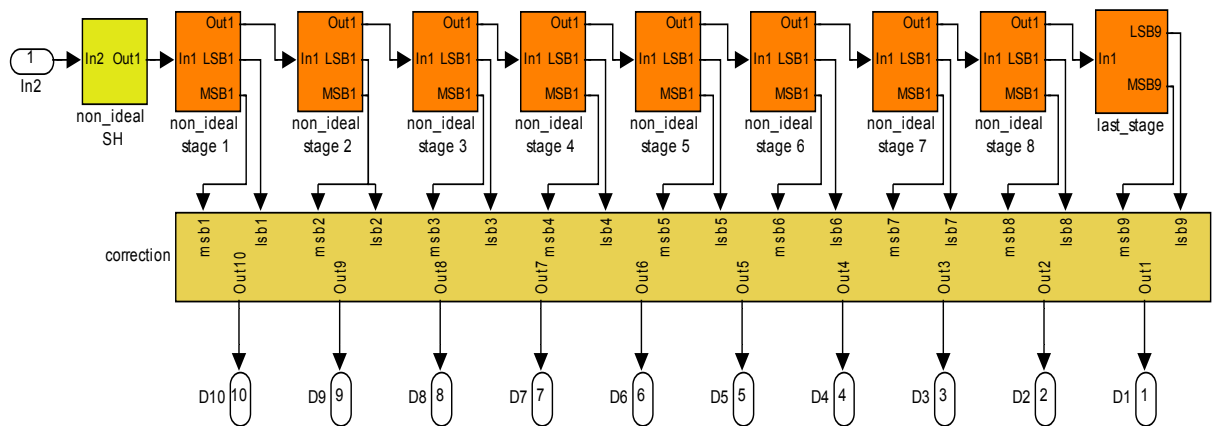 Out1 Out1 Out1 Out1 Out1 Out1 Out1 Out1
1 In2 Out1 In1 LSB1 In1 LSB1 In1 LSB1 In1 LSB1 In1 LSB1 In1 LSB1 In1 LSB1 In1 LSB1 In1 LSB9
In2 MSB1 MSB1 MSB1 MSB1 MSB1 MSB1 MSB1 MSB1 MSB9
non_ideal
SH
non_ideal
stage 1
non_ideal
stage 2
non_ideal
stage 3
non_ideal
stage 4
non_ideal
stage 5
non_ideal
stage 6
non_ideal
stage 7
non_ideal
stage 8
last_stage
correction
msb1 lsb1 msb2 lsb2 msb3 lsb3 msb4 lsb4 msb5 lsb5 msb6 lsb6 msb7 lsb7 msb8 lsb8 msb9 lsb9
Out10 Out9 Out8 Out7 Out6 Out5 Out4 Out3 Out2 Out1
D10 10 D9 9 D8 8 D7 7 D6 6 D5 5 D4 4 D3 3 D2 2 D1 1